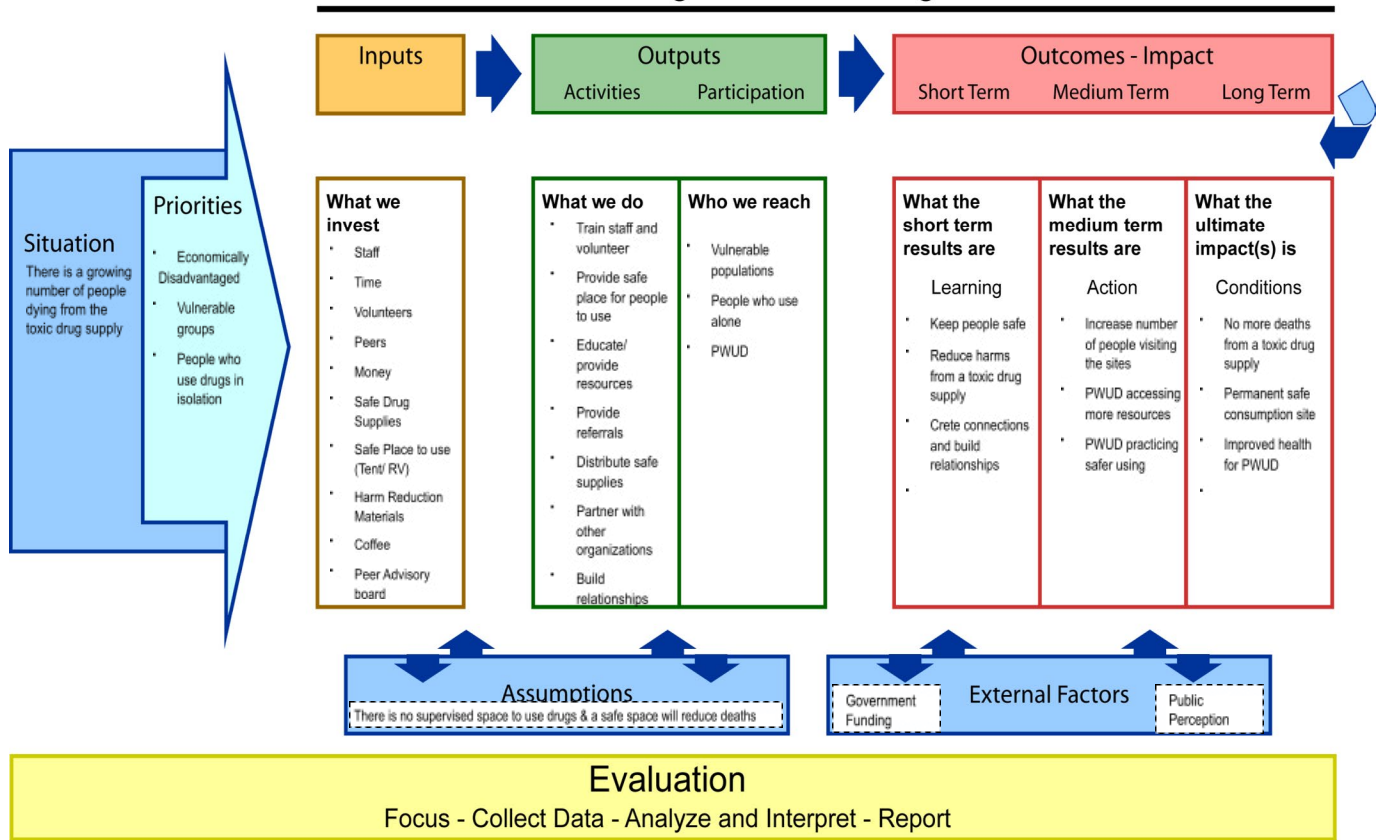 Inputs
Outputs
Activities Participation
Outcomes - Impact
Short Term Medium Term Long Term
Situation
There is a growing
number of people
dying from the
toxic drug supply
Priorities
Economically
Disadvantaged
Vulnerable
groups
People who
use drugs in
isolation
What we
invest
Staff
Time
Volunteers
Peers
Money
Safe Drug
Supplies
Safe Place to use
(Tent/ RV)
Harm Reduction
Materials
Coffee
Peer Advisory
board
What we do
Train staff and
volunteer
Provide safe
place for people
to use
Educate/
provide
resources
Provide
referrals
Distribute safe
supplies
Partner with
other
organizations
Build
relationships
Who we reach
Vulnerable
populations
People who use
alone
PWUD
What the
short term
results are
Learning
Keep people safe
Reduce harms
from a toxic drug
supply
Crete connections
and build
relationships
What the
medium term
results are
Action
Increase number
of people visiting
the sites
PWUD accessing
more resources
PWUD practicing
safer using
What the
ultimate
impact(s) is
Conditions
No more deaths
from a toxic drug
supply
Permanent safe
consumption site
Improved health
for PWUD
Assumptions
There is no supervised space to use drugs & a safe space will reduce deaths
External Factors
Government
Funding
Public
Perception
Evaluation
Focus - Collect Data - Analyze and Interpret - Report